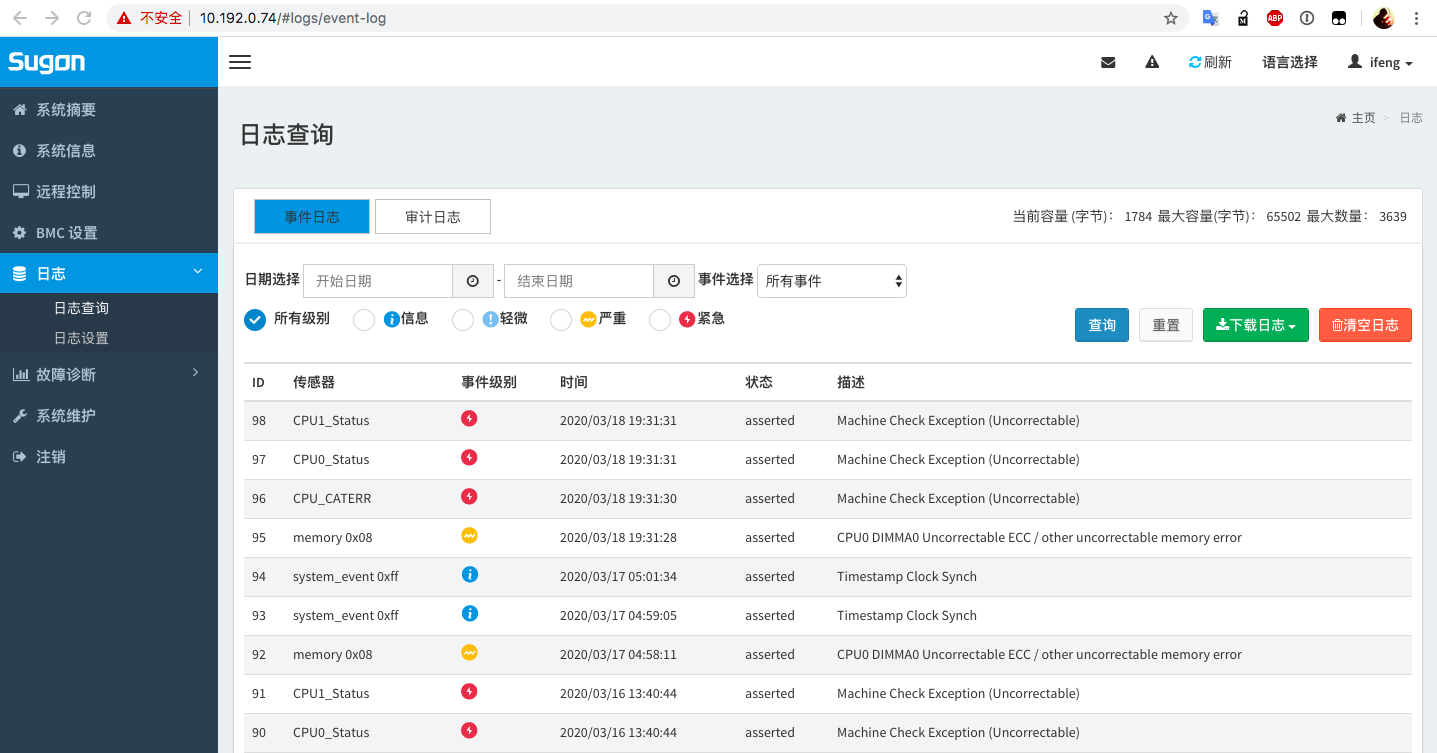 不安全 10.192.0.74/#logs/event-log
Sugon
刷新 语言选择 ifeng
系统摘要
系统信息
远程控制
BMC 设置
日志
日志查询
日志设置
故障诊断
系统维护
注销
日志查询
主页 > 日志
事件日志 审计日志
当前容量 (字节): 1784 最大容量(字节): 65502 最大数量: 3639
日期选择 开始日期 - 结束日期 事件选择 所有事件
所有级别 信息 轻微 严重 紧急
查询 重置 下载日志 清空日志
ID 传感器 事件级别 时间 状态 描述
98 CPU1_Status 2020/03/18 19:31:31 asserted Machine Check Exception (Uncorrectable)
97 CPU0_Status 2020/03/18 19:31:31 asserted Machine Check Exception (Uncorrectable)
96 CPU_CATERR 2020/03/18 19:31:30 asserted Machine Check Exception (Uncorrectable)
95 memory 0x08 2020/03/18 19:31:28 asserted CPU0 DIMMA0 Uncorrectable ECC / other uncorrectable memory error
94 system_event 0xff 2020/03/17 05:01:34 asserted Timestamp Clock Synch
93 system_event 0xff 2020/03/17 04:59:05 asserted Timestamp Clock Synch
92 memory 0x08 2020/03/17 04:58:11 asserted CPU0 DIMMA0 Uncorrectable ECC / other uncorrectable memory error
91 CPU1_Status 2020/03/16 13:40:44 asserted Machine Check Exception (Uncorrectable)
90 CPU0_Status 2020/03/16 13:40:44 asserted Machine Check Exception (Uncorrectable)